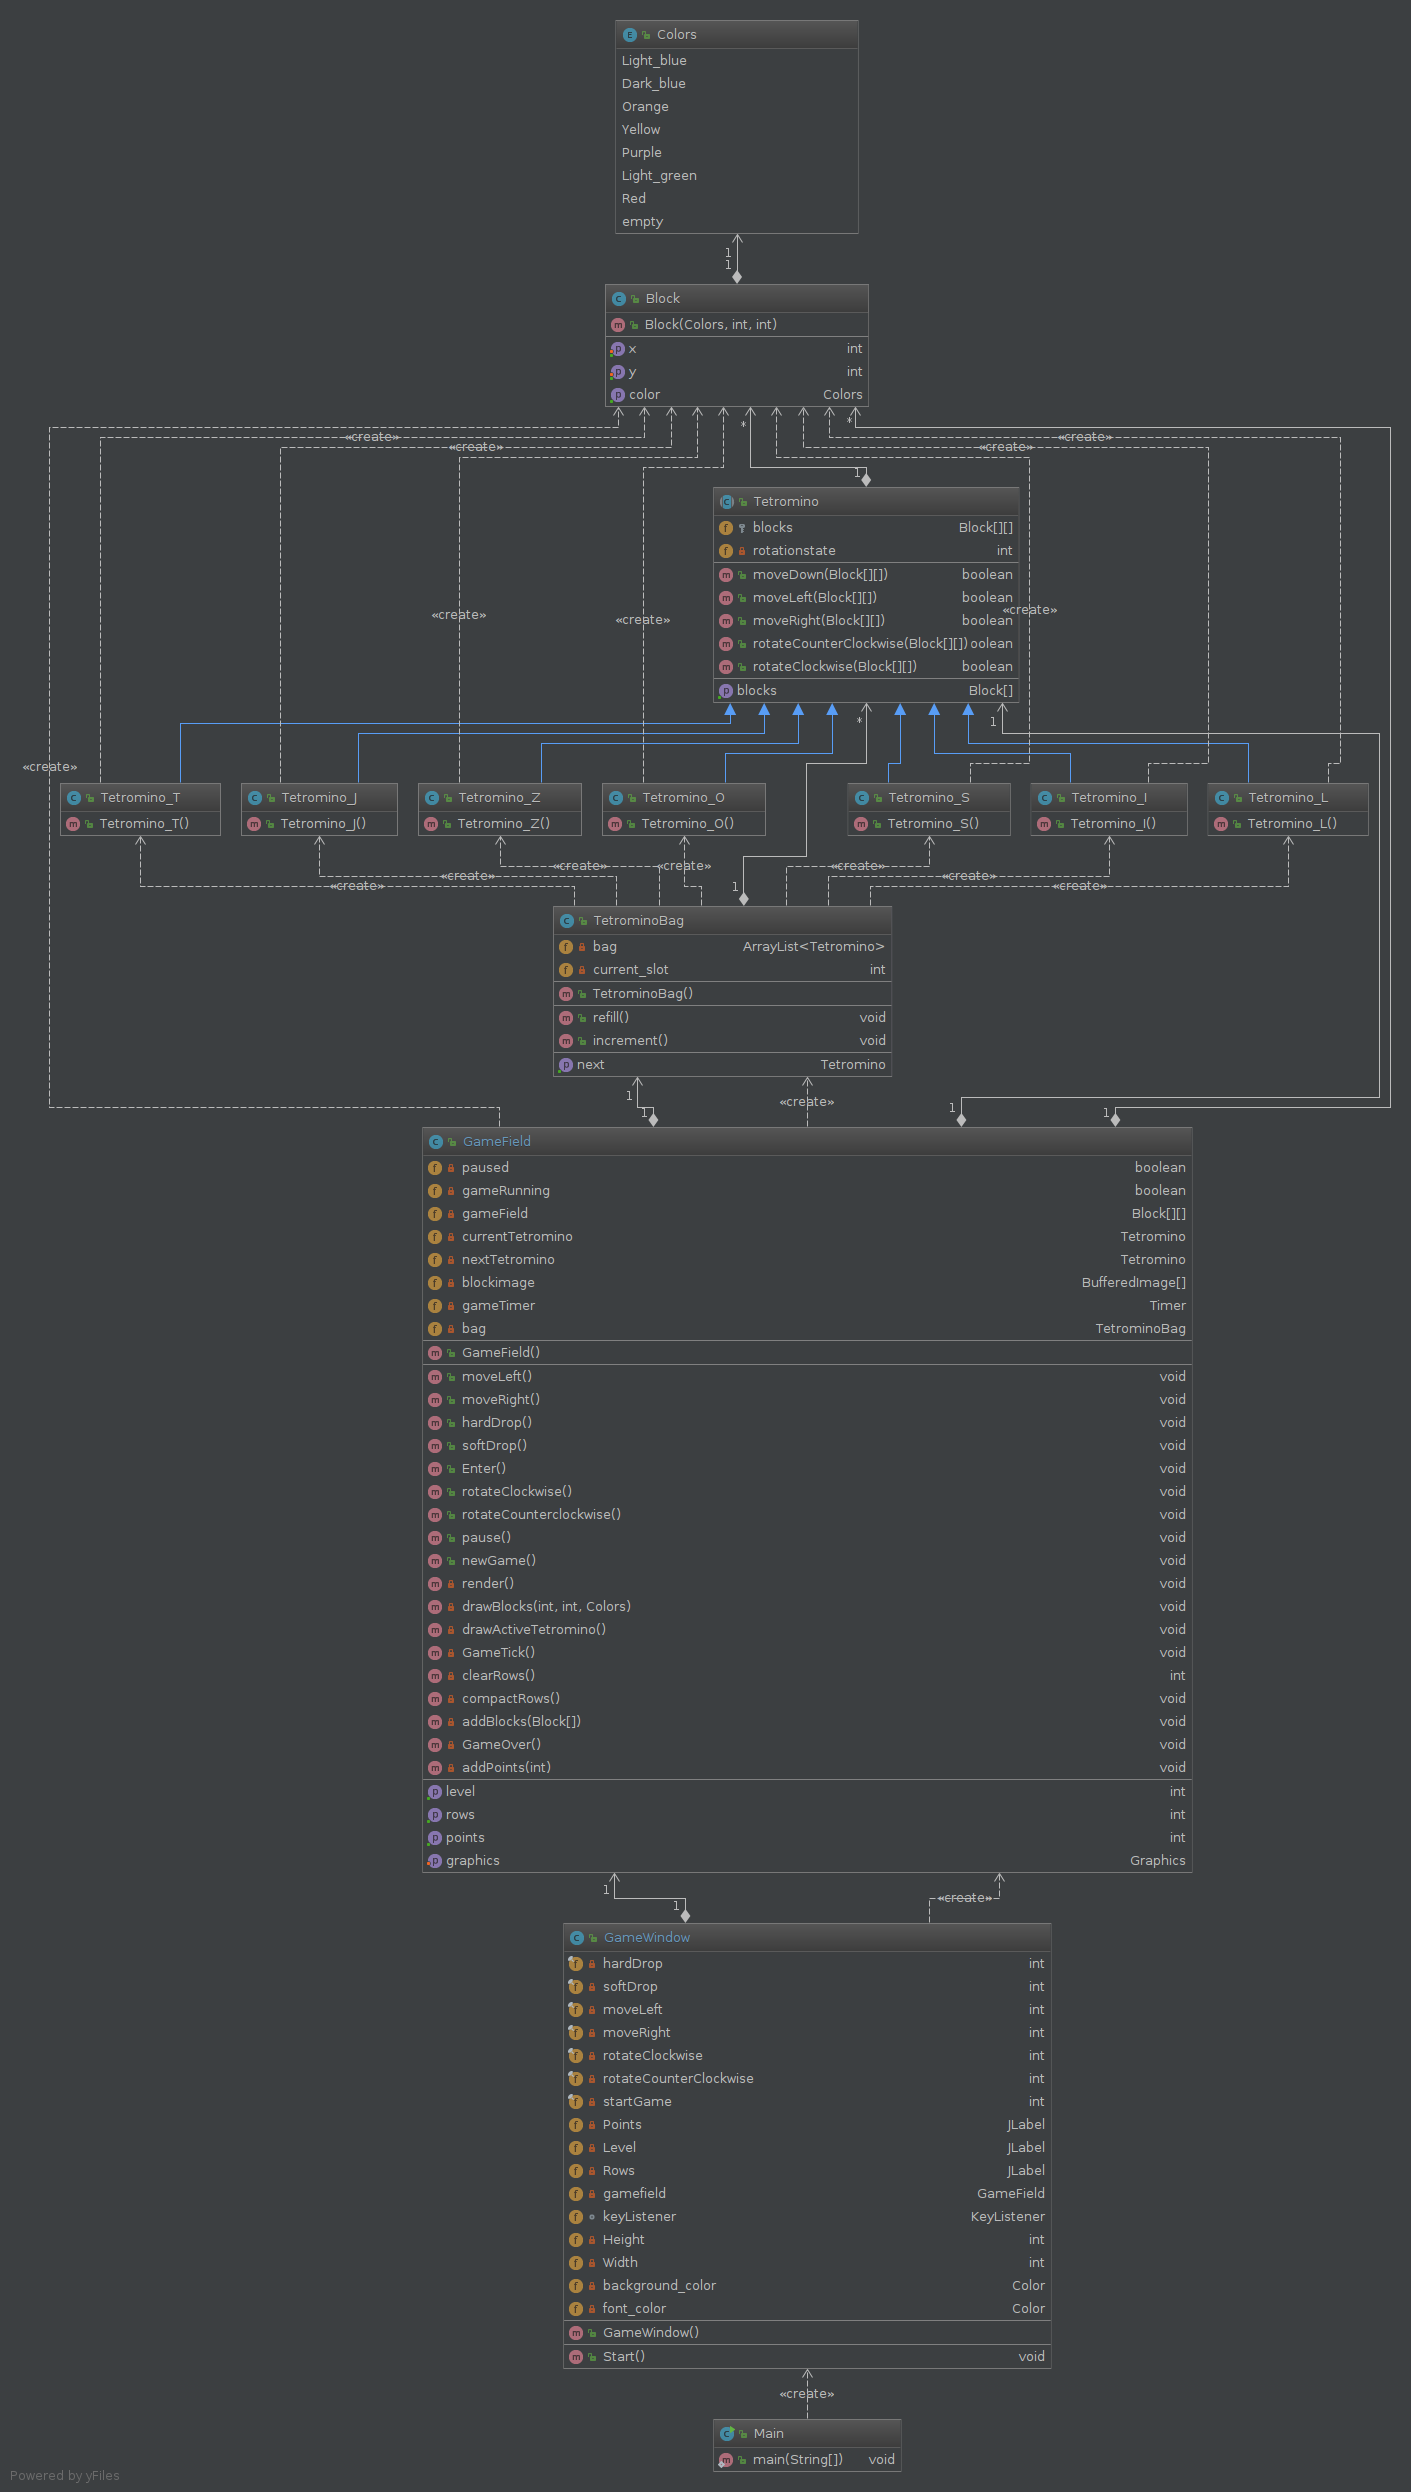 Colors
Light_blue
Dark_blue
Orange
Yellow
Purple
Light_green
Red
empty
1
1
Block
Block(Colors, int, int)
x int
y int
color Colors
* *
«create» «create»
«create» «create»
1
Tetromino
blocks Block[][]
rotationstate int
moveDown(Block[][]) boolean
moveLeft(Block[][]) boolean
«create»
«create» «create» moveRight(Block[][]) boolean
rotateCounterClockwise(Block[][]) oolean
rotateClockwise(Block[][]) boolean
blocks Block[]
* 1
«create»
Tetromino_T
Tetromino_T()
Tetromino_J
Tetromino_J()
Tetromino_Z
Tetromino_Z()
Tetromino_O
Tetromino_O()
Tetromino_S
Tetromino_S()
Tetromino_I
Tetromino_I()
Tetromino_L
Tetromino_L()
«create» «create» «create»
«create» «create»
«create» 1 «create»
TetrominoBag
bag ArrayList<Tetromino>
current_slot int
TetrominoBag()
refill() void
increment() void
next Tetromino
1 «create»
1 1 1
GameField
paused boolean
gameRunning boolean
gameField Block[][]
currentTetromino Tetromino
nextTetromino Tetromino
blockimage BufferedImage[]
gameTimer Timer
bag TetrominoBag
GameField()
moveLeft() void
moveRight() void
hardDrop() void
softDrop() void
Enter() void
rotateClockwise() void
rotateCounterclockwise() void
pause() void
newGame() void
render() void
drawBlocks(int, int, Colors) void
drawActiveTetromino() void
GameTick() void
clearRows() int
compactRows() void
addBlocks(Block[]) void
GameOver() void
addPoints(int) void
level int
rows int
points int
graphics Graphics
1 «create»
1
GameWindow
hardDrop int
softDrop int
moveLeft int
moveRight int
rotateClockwise int
rotateCounterClockwise int
startGame int
Points JLabel
Level JLabel
Rows JLabel
gamefield GameField
keyListener KeyListener
Height int
Width int
background_color Color
font_color Color
GameWindow()
Start() void
«create»
Main
main(String[]) void
Powered by yFiles